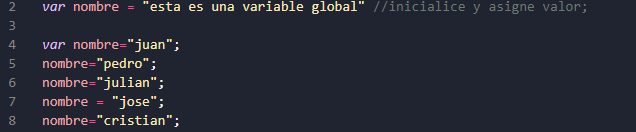 2 var nombre = "esta es una variable global" //inicialice y asigne valor;
3
4 var nombre="juan";
5 nombre="pedro";
6 nombre="julian";
7 nombre = "jose";
8 nombre="cristian";